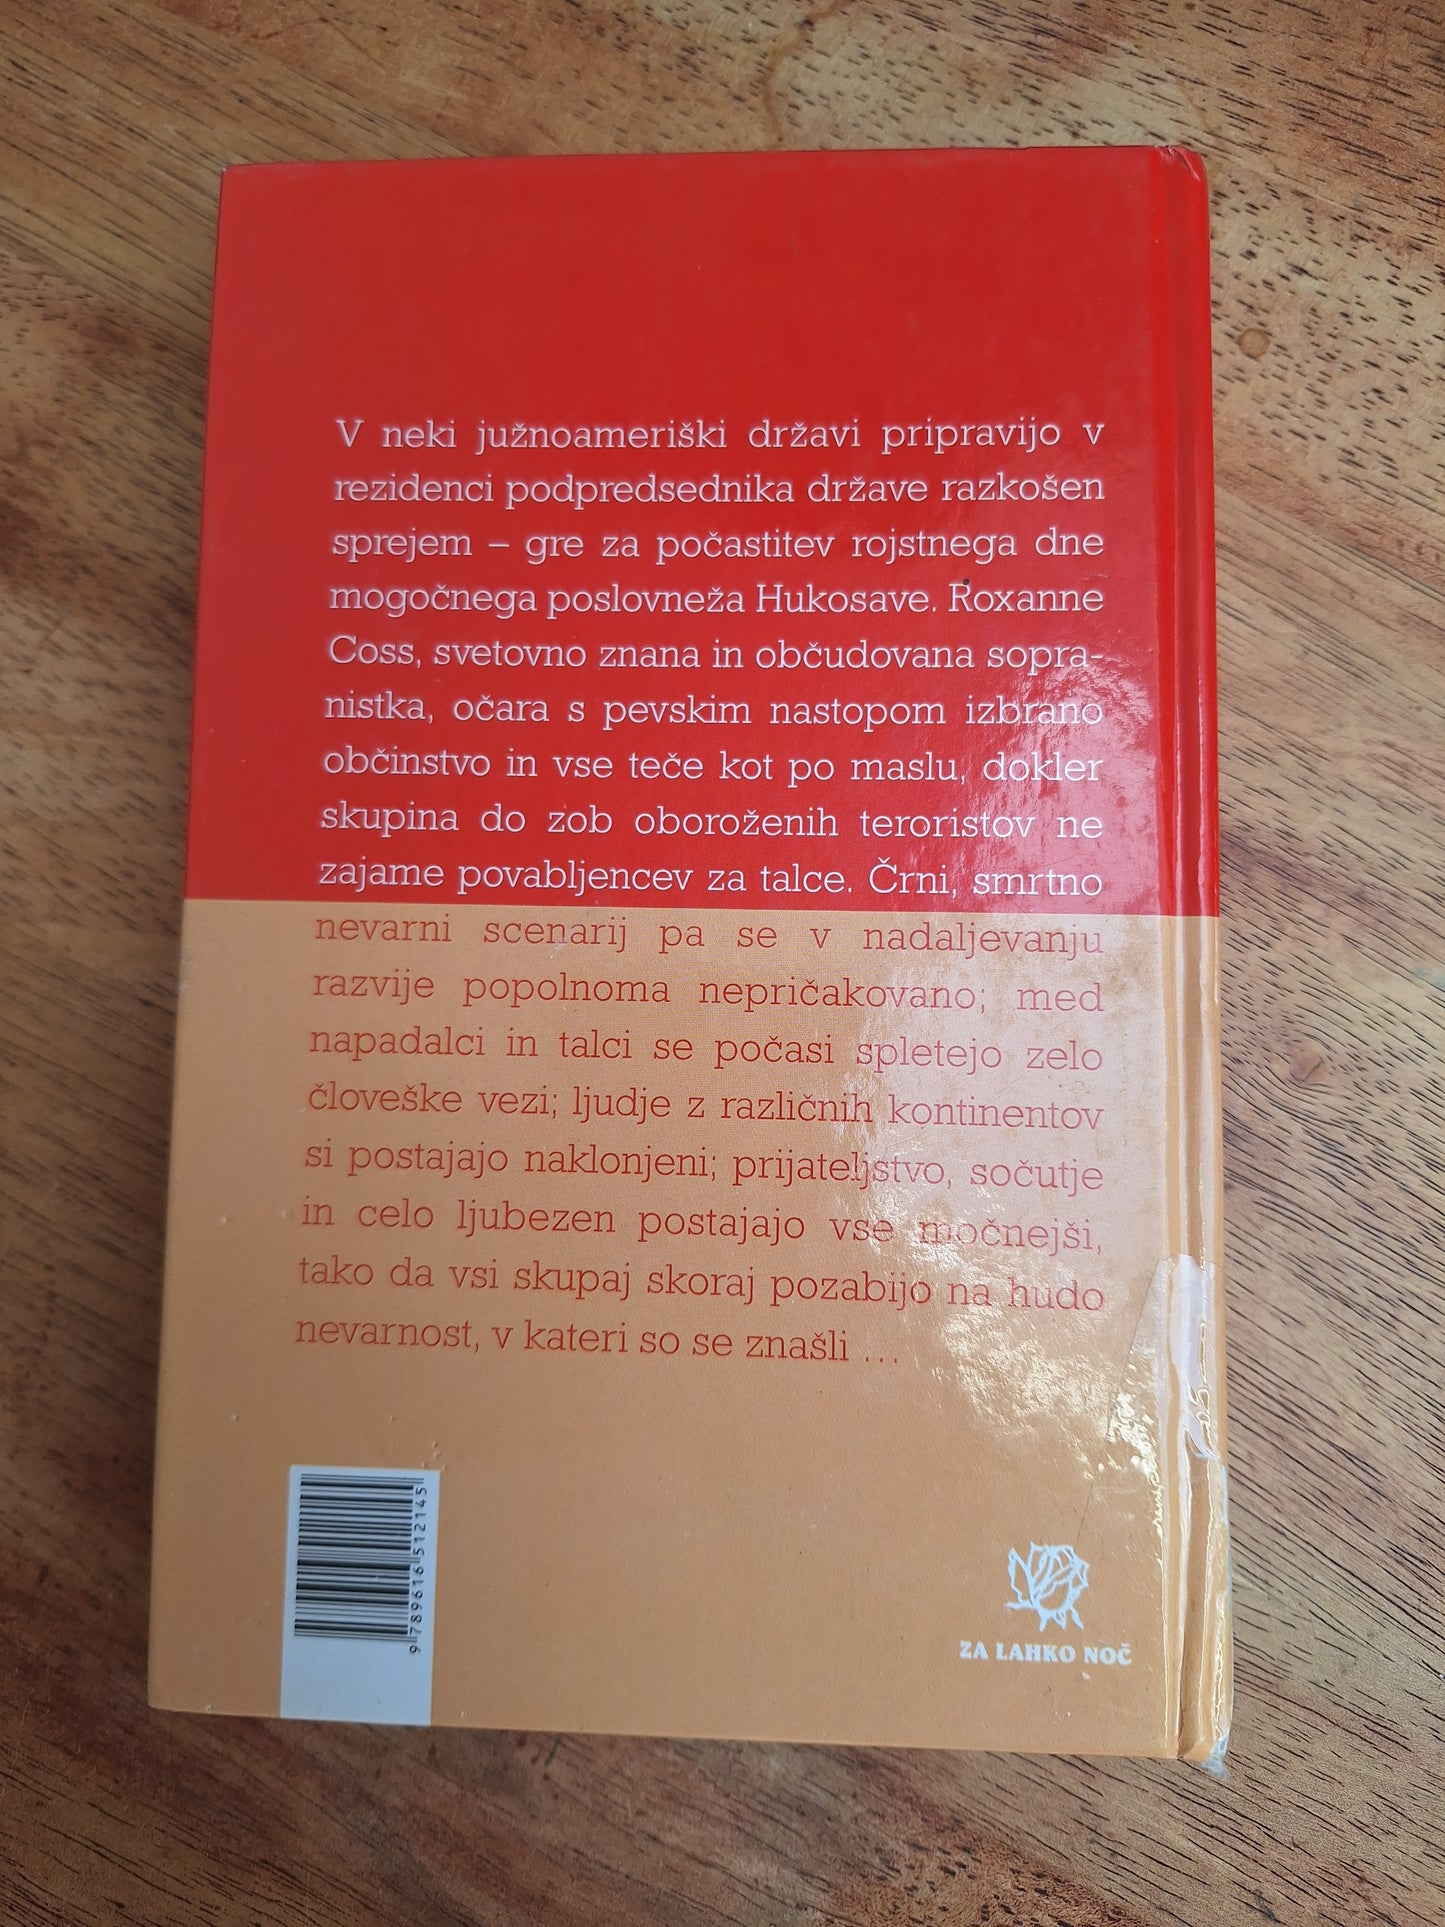 V neki južnoameriški državi pripravijo v
rezidenci podpredsednika države razkošen
sprejem – gre za počastitev rojstnega dne
mogočnega poslovneža Hukosave. Roxanne
Coss, svetovno znana in občudovana sopra-
nistka, očara s pevskim nastopom izbrano
občinstvo in vse teče kot po maslu, dokler
skupina do zob oboroženih teroristov ne
zajame povabljencev za talce. Črni, smrtno
nevarni scenarij pa se v nadaljevanju
razvije popolnoma nepričakovano; med
napadalci in talci se počasi spletejo zelo
človeške vezi; ljudje z različnih kontinentov
si postajajo naklonjeni; prijateljstvo, sočutje
in celo ljubezen postajajo vse močnejši,
tako da vsi skupaj skoraj pozabijo na hudo
nevarnost, v kateri so se znašli ...
9 789616 512145
ZA LAHKO NOČ